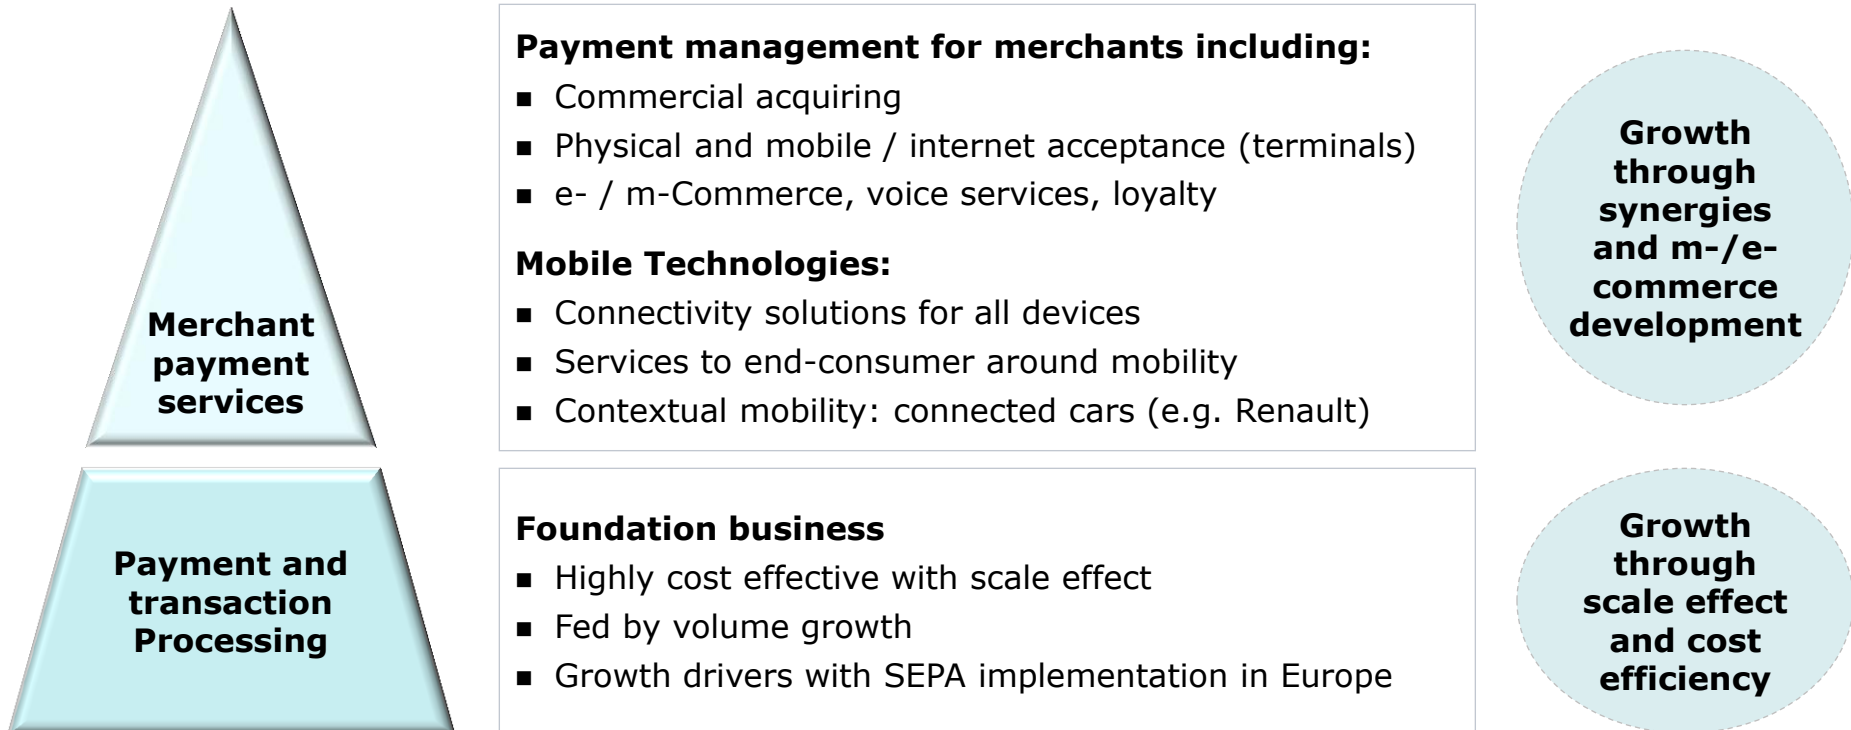 Merchant
payment
services
Payment management for merchants including:
■ Commercial acquiring
■ Physical and mobile / internet acceptance (terminals)
■ e- / m-Commerce, voice services, loyalty
Mobile Technologies:
■ Connectivity solutions for all devices
■ Services to end-consumer around mobility
■ Contextual mobility: connected cars (e.g. Renault)
Growth
through
synergies
and m-/e-
commerce
development
Payment and
transaction
Processing
Foundation business
■ Highly cost effective with scale effect
■ Fed by volume growth
■ Growth drivers with SEPA implementation in Europe
Growth
through
scale effect
and cost
efficiency